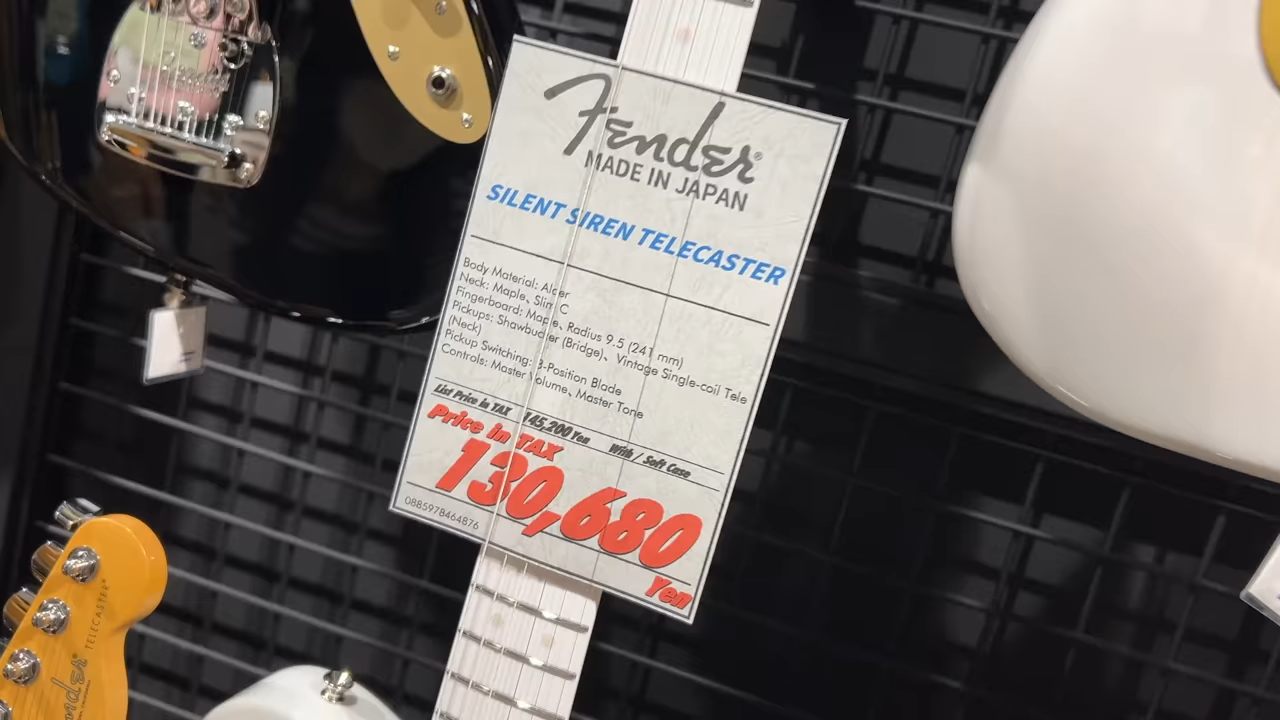 Fender®
MADE IN JAPAN
SILENT SIREN TELECASTER
Body Material: Alder
Neck: Maple、Slim C
Fingerboard: Maple、Radius 9.5 (241 mm)
Pickups: Shawbucker (Bridge)、Vintage Single-coil Tele
(Neck)
Pickup Switching: 3-Position Blade
Controls: Master Volume、Master Tone
List Price in TAX 145,200 Yen With / Soft Case
Price in TAX
130,680
Yen
0885978464876
Fender
TELECASTER®